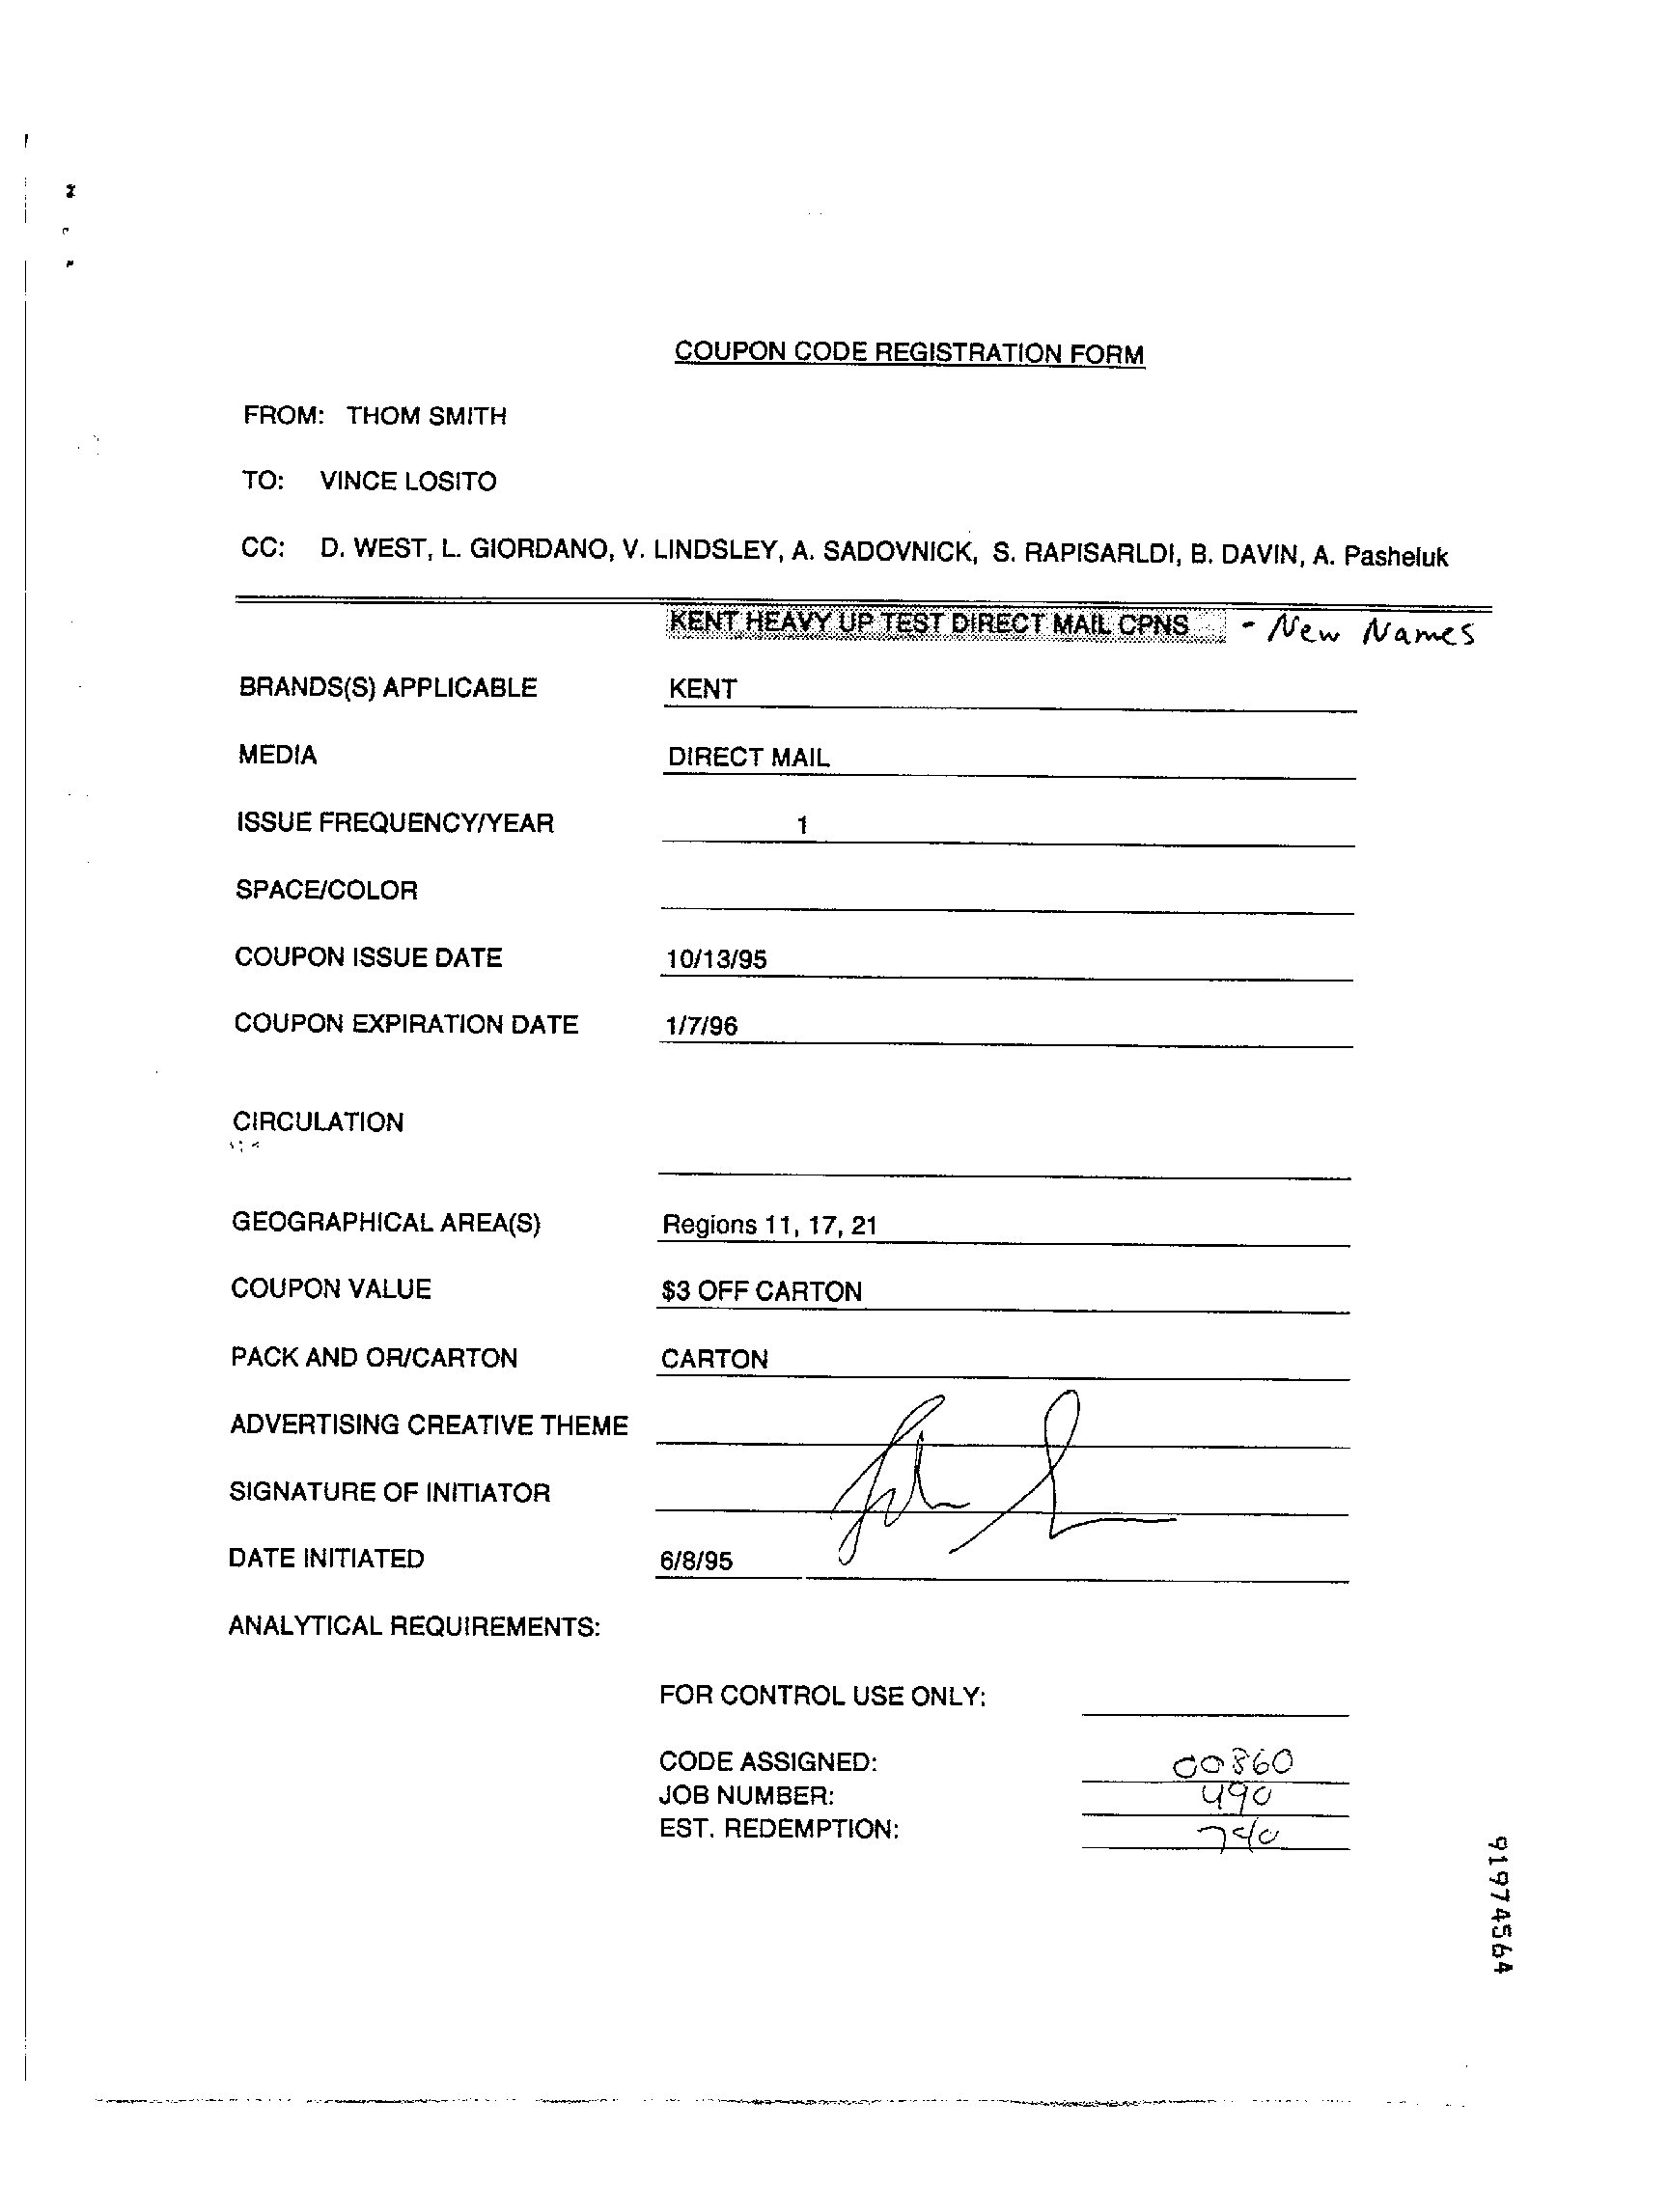 COUPON CODE REGISTRATION FORM
FROM: THOM SMITH
TO: VINCE LOSITO
CC: D. WEST, L. GIORDANO, V. LINDSLEY, A. SADOVNICK, S. RAPISARLDI, B. DAVIN, A. Pasheluk
KENT HEAVY UP TEST DIRECT MAIL CPNS - New Names
BRANDS(S) APPLICABLE KENT
MEDIA DIRECT MAIL
ISSUE FREQUENCY/YEAR 1
SPACE/COLOR
COUPON ISSUE DATE 10/13/95
COUPON EXPIRATION DATE 1/7/96
CIRCULATION
GEOGRAPHICAL AREA(S) Regions 11, 17, 21
COUPON VALUE $3 OFF CARTON
PACK AND OR/CARTON CARTON
ADVERTISING CREATIVE THEME
SIGNATURE OF INITIATOR
DATE INITIATED 6/8/95
ANALYTICAL REQUIREMENTS:
FOR CONTROL USE ONLY:
CODE ASSIGNED: 00860
JOB NUMBER: 490
EST. REDEMPTION:
91974564